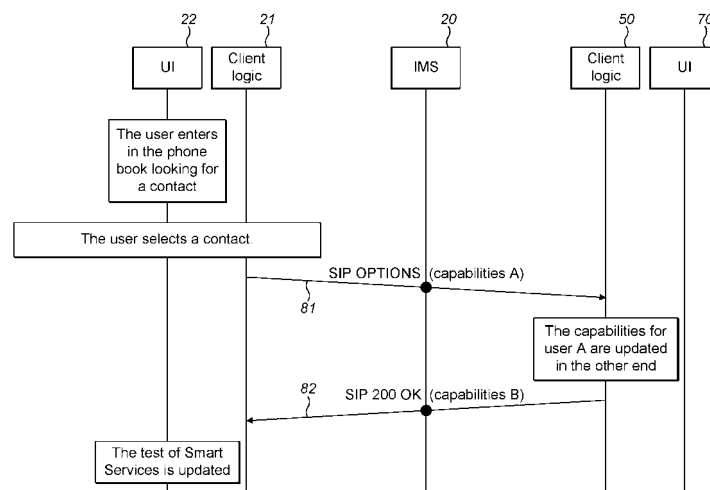 22
21
20
50
70
UI
Client
logic
IMS
Client
logic
UI
The user enters
in the phone
book looking for
a contact
The user selects a contact
SIP OPTIONS (capabilities A)
81
The capabilities for
user A are updated
in the other end
82
SIP 200 OK (capabilities B)
The test of Smart
Services is updated